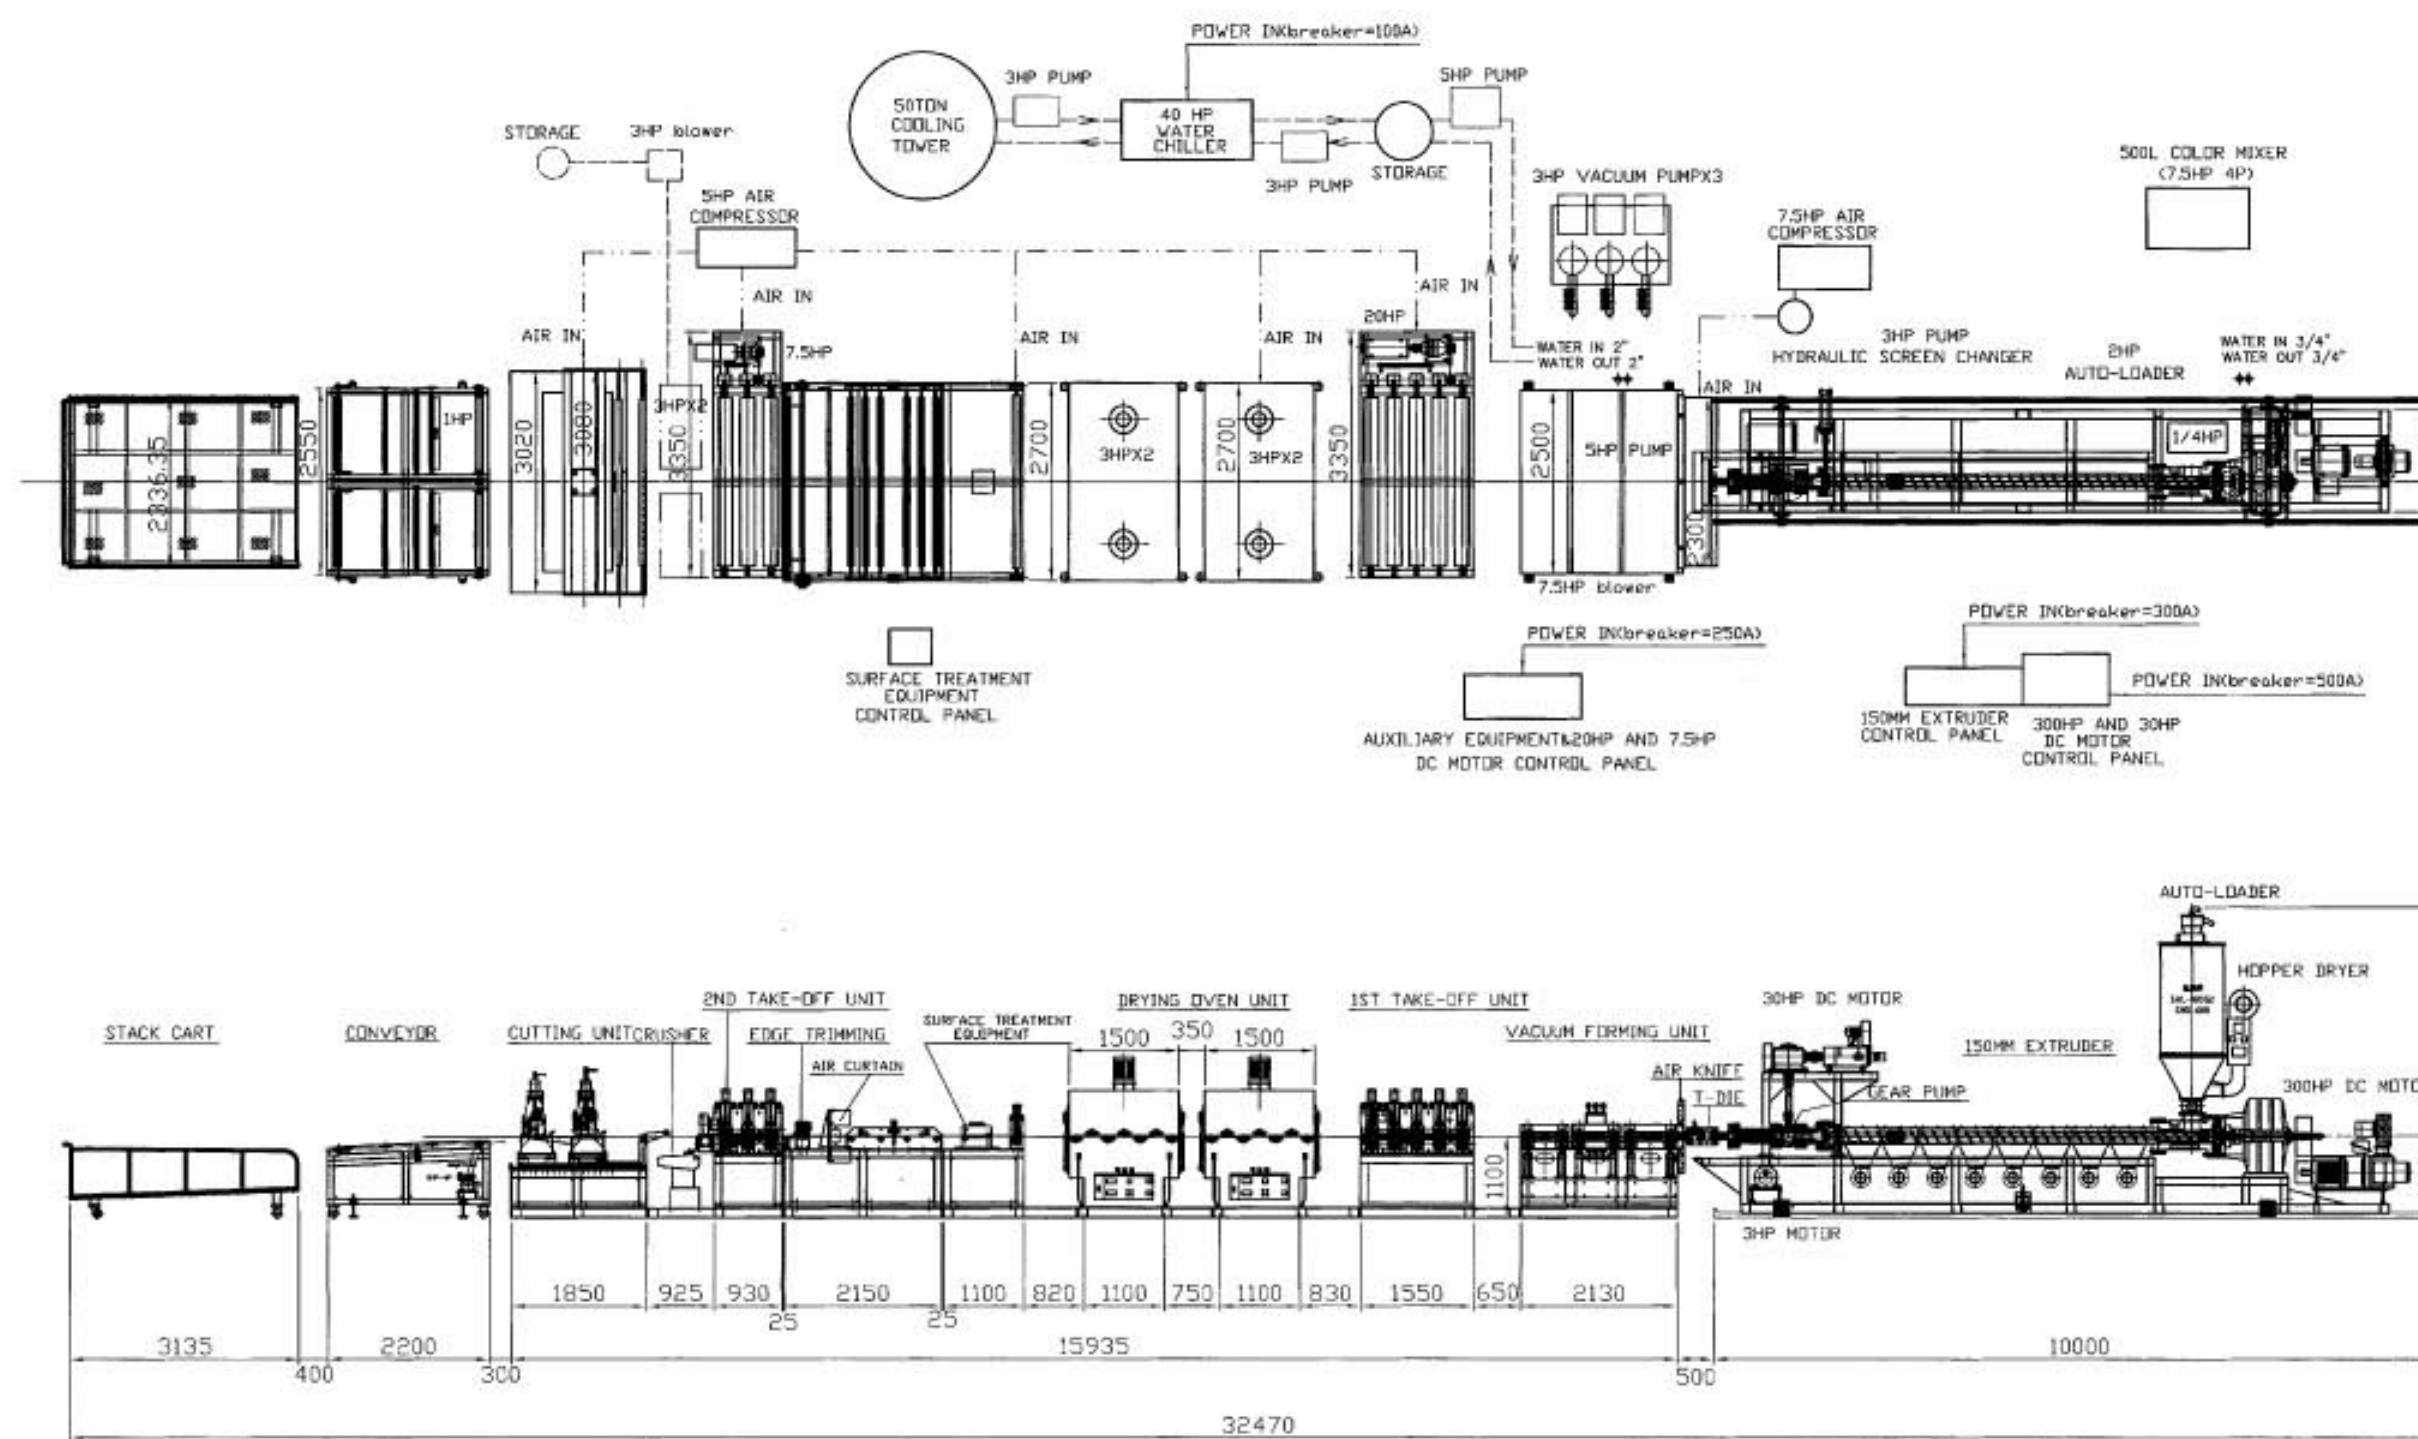 POWER IN(breaker=100A)
3HP PUMP
5HP PUMP
50TON
COOLING
TOWER
40 HP
WATER
CHILLER
STORAGE
3HP blower
3HP PUMP
STORAGE
500L COLOR MIXER
(7.5HP 4P)
3HP VACUUM PUMPX3
5HP AIR
COMPRESSOR
7.5HP AIR
COMPRESSOR
AIR IN
AIR IN
AIR IN
AIR IN
AIR IN
20HP
7.5HP
WATER IN 2"
WATER OUT 2"
3HP PUMP
HYDRAULIC SCREEN CHANGER
2HP
AUTO-LOADER
WATER IN 3/4"
WATER OUT 3/4"
AIR IN
2336.35
2550
1HP
3020
3080
3HPX2
3350
2700
3HPX2
2700
3HPX2
3350
2500
5HP PUMP
2300
1/4HP
7.5HP blower
POWER IN(breaker=300A)
POWER IN(breaker=250A)
POWER IN(breaker=500A)
SURFACE TREATMENT
EQUIPMENT
CONTROL PANEL
AUXILIARY EQUIPMENT&20HP AND 7.5HP
DC MOTOR CONTROL PANEL
150MM EXTRUDER
CONTROL PANEL
300HP AND 30HP
DC MOTOR
CONTROL PANEL
AUTO-LOADER
HOPPER DRYER
2ND TAKE-OFF UNIT
DRYING OVEN UNIT
1ST TAKE-OFF UNIT
30HP DC MOTOR
STACK CART
CONVEYOR
CUTTING UNIT
CRUSHER
EDGE TRIMMING
SURFACE TREATMENT
EQUIPMENT
1500
350
1500
VACUUM FORMING UNIT
150MM EXTRUDER
AIR CURTAIN
AIR KNIFF
T-DIE
GEAR PUMP
300HP DC MOTO
1100
3HP MOTOR
1850
925
930
2150
1100
820
1100
750
1100
830
1550
650
2130
25
25
3135
2200
15935
10000
400
300
500
32470